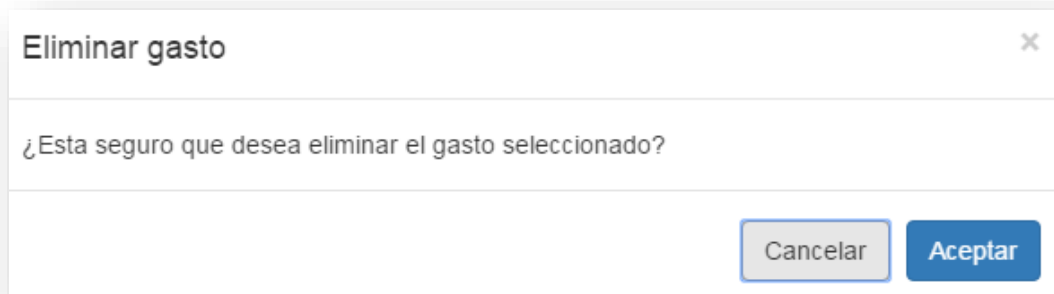 Eliminar gasto ×
¿Esta seguro que desea eliminar el gasto seleccionado?
Cancelar Aceptar